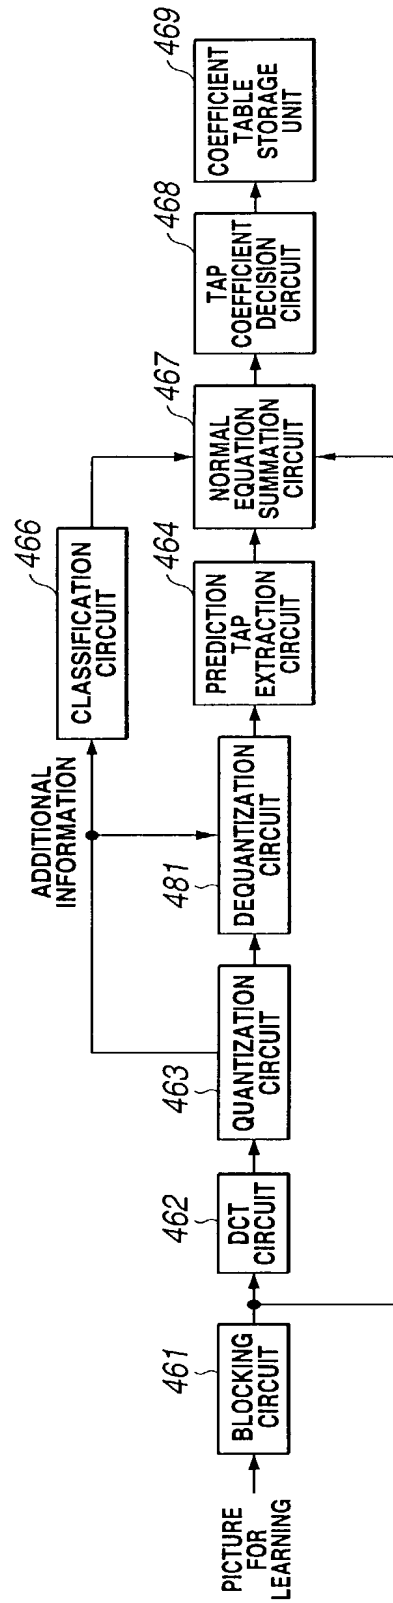 PICTURE
FOR
LEARNING
461
BLOCKING
CIRCUIT
462
DCT
CIRCUIT
463
QUANTIZATION
CIRCUIT
ADDITIONAL
INFORMATION
481
DEQUANTIZATION
CIRCUIT
466
CLASSIFICATION
CIRCUIT
464
PREDICTION
TAP
EXTRACTION
CIRCUIT
467
NORMAL
EQUATION
SUMMATION
CIRCUIT
468
TAP
COEFFICIENT
DECISION
CIRCUIT
469
COEFFICIENT
TABLE
STORAGE
UNIT